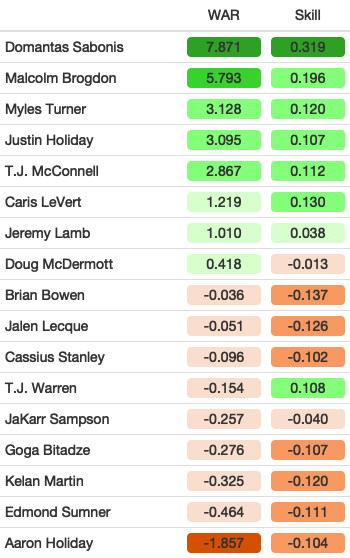 WAR Skill
Domantas Sabonis 7.871 0.319
Malcolm Brogdon 5.793 0.196
Myles Turner 3.128 0.120
Justin Holiday 3.095 0.107
T.J. McConnell 2.867 0.112
Caris LeVert 1.219 0.130
Jeremy Lamb 1.010 0.038
Doug McDermott 0.418 -0.013
Brian Bowen -0.036 -0.137
Jalen Lecque -0.051 -0.126
Cassius Stanley -0.096 -0.102
T.J. Warren -0.154 0.108
JaKarr Sampson -0.257 -0.040
Goga Bitadze -0.276 -0.107
Kelan Martin -0.325 -0.120
Edmond Sumner -0.464 -0.111
Aaron Holiday -1.857 -0.104